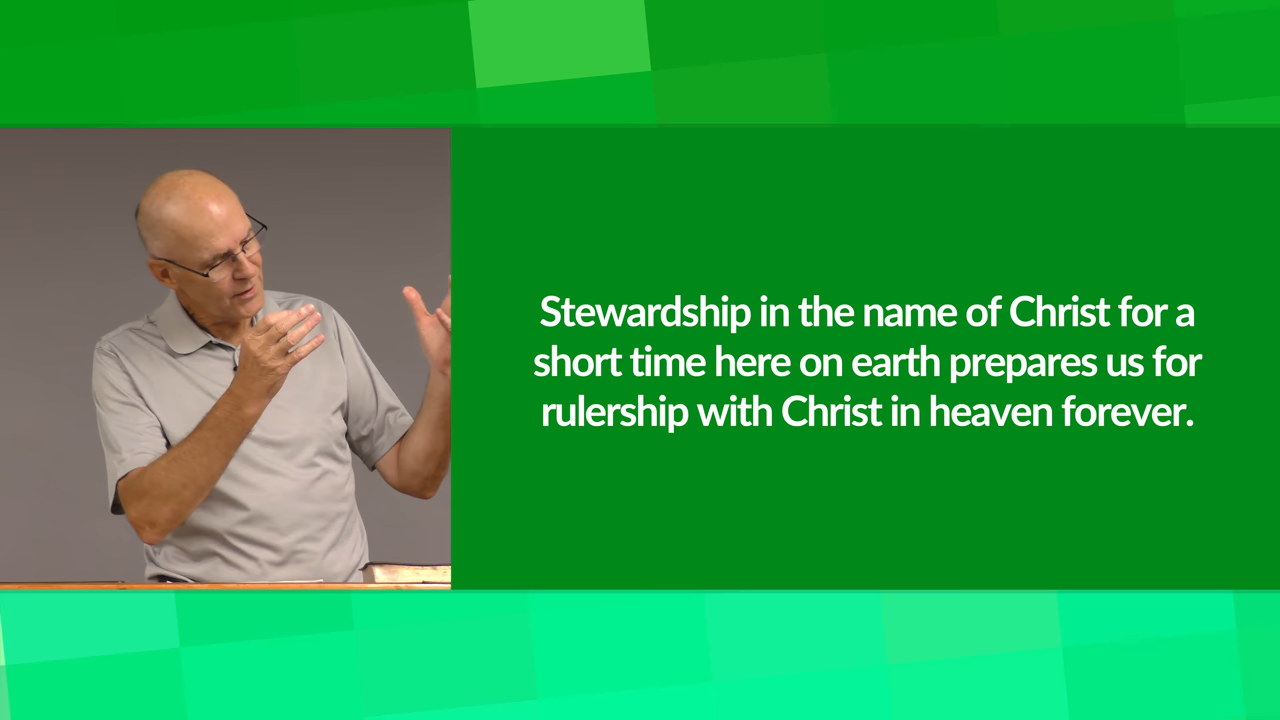 Stewardship in the name of Christ for a
short time here on earth prepares us for
rulership with Christ in heaven forever.